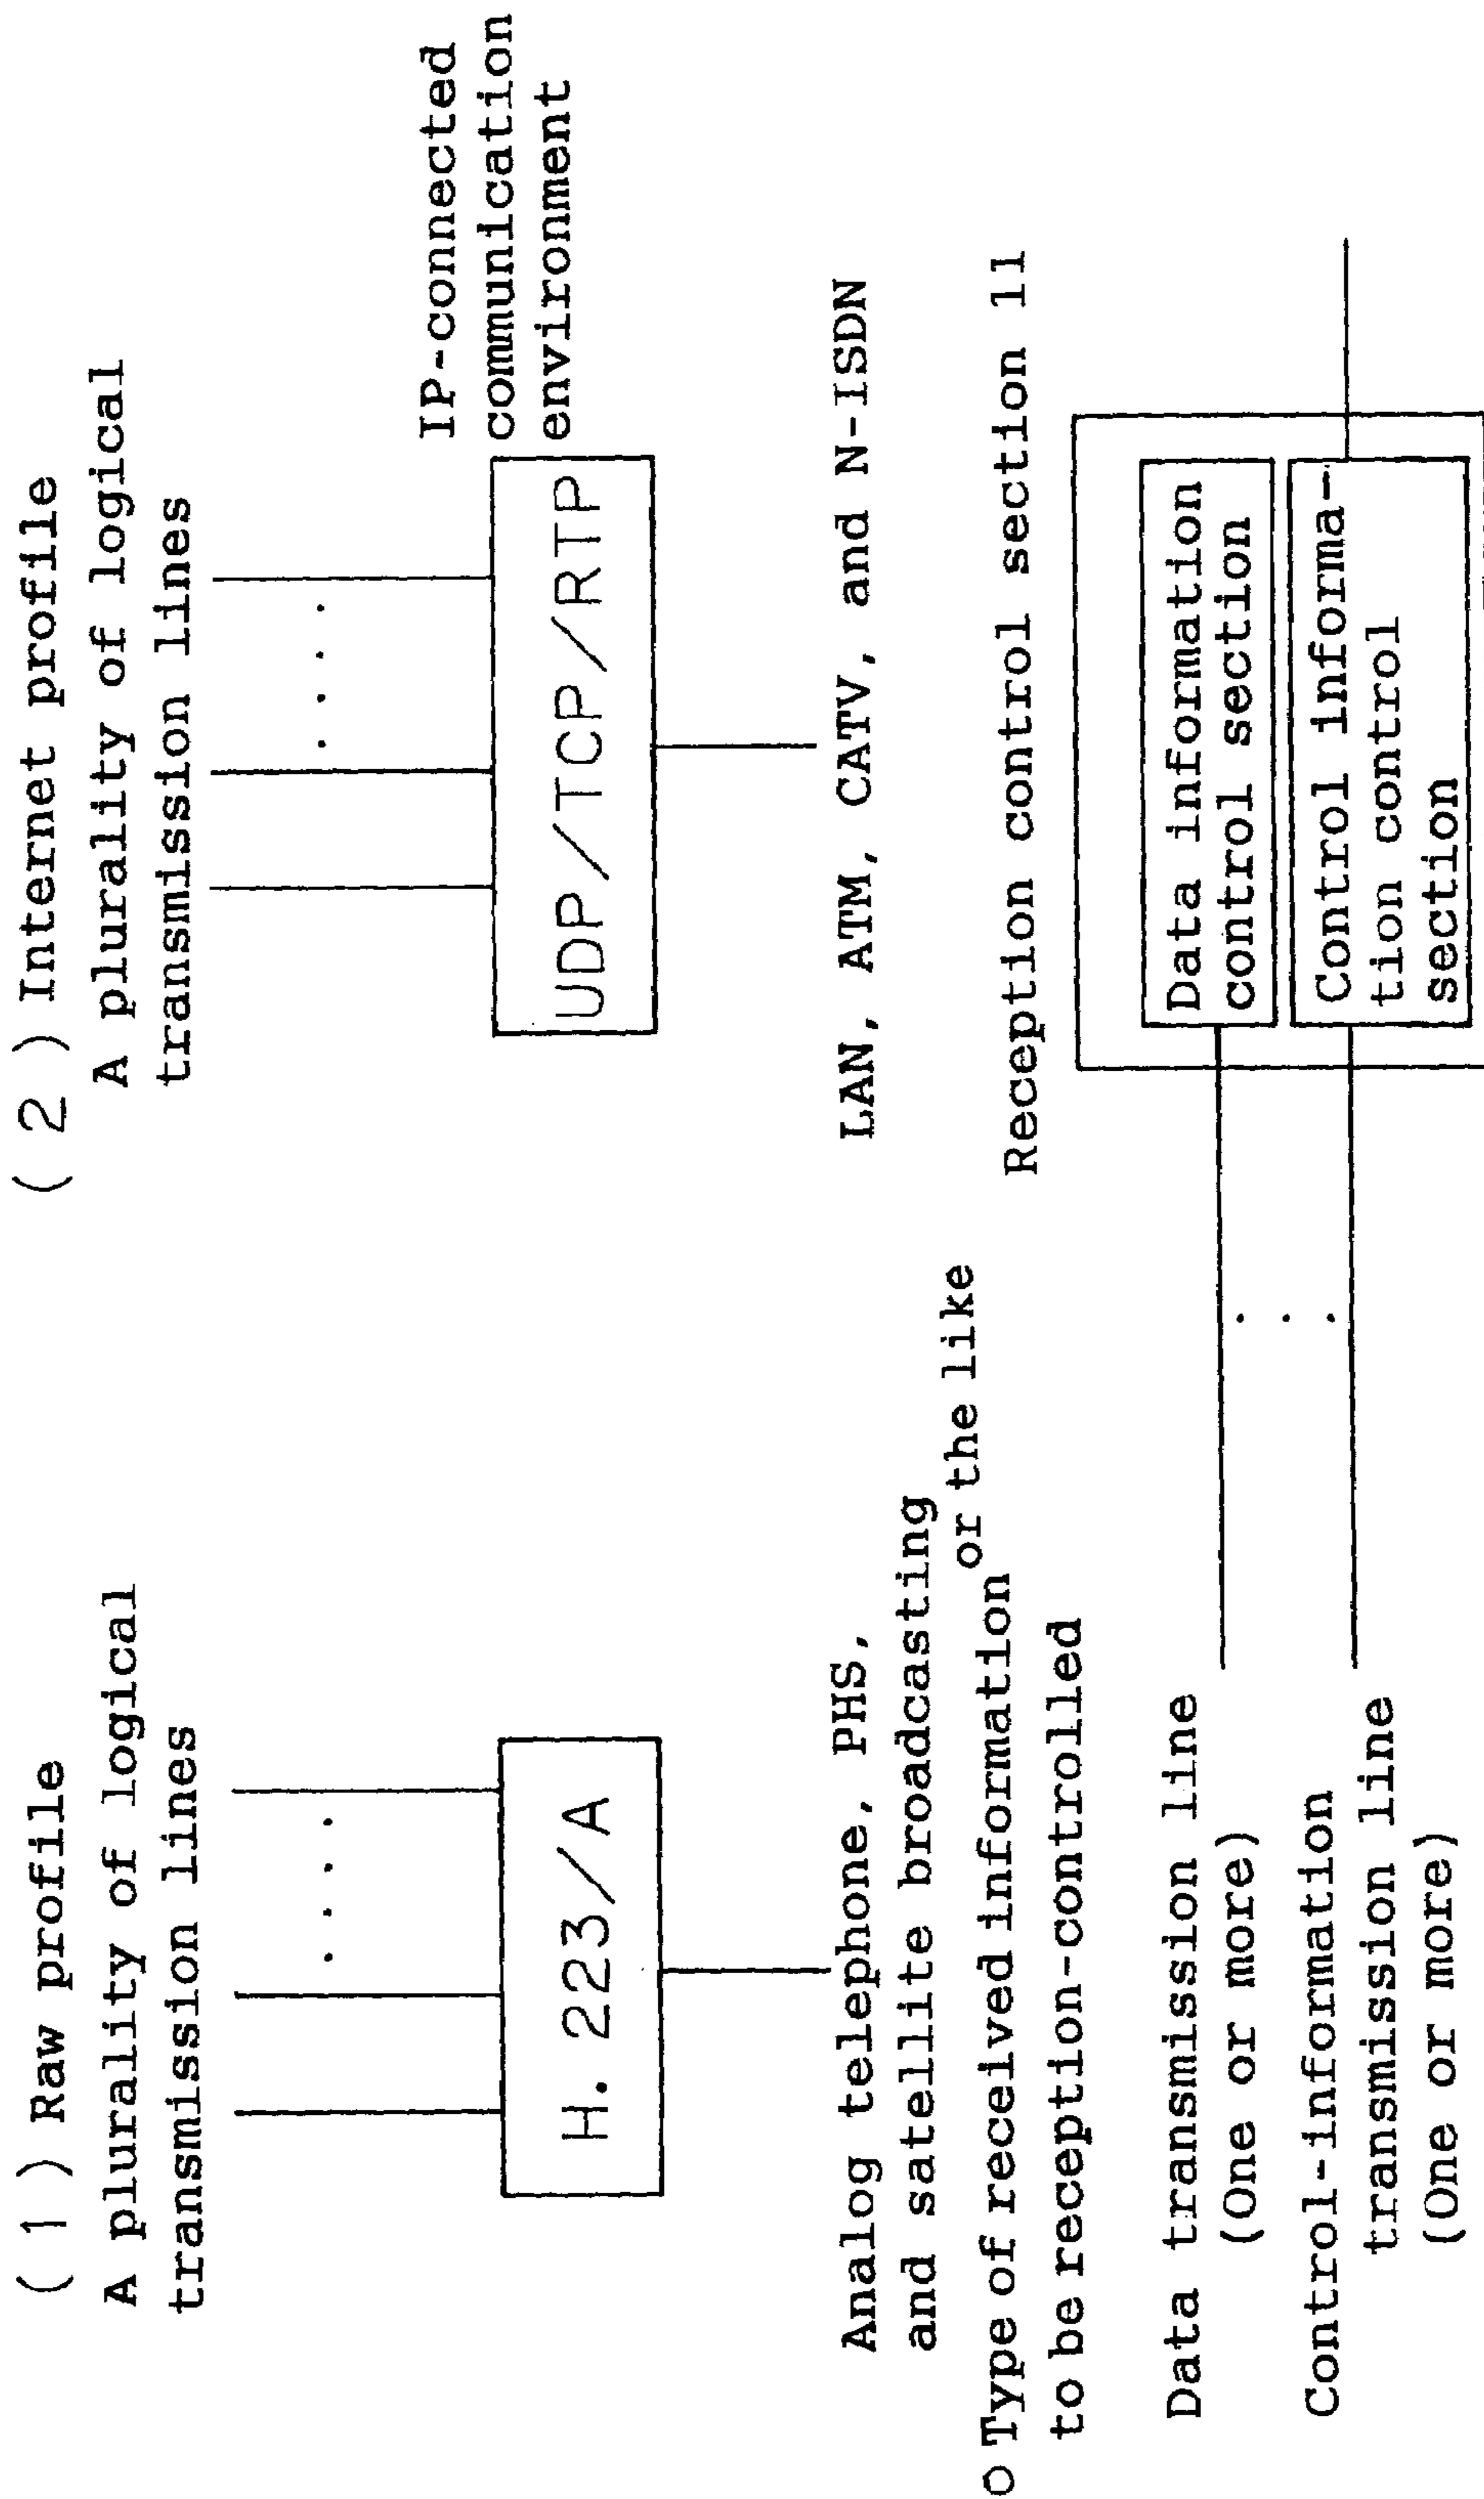 ( 1 ) Raw profile
A plurality of logical
transmission lines
. . . .
H. 223/A
Analog telephone, PHS,
and satellite broadcasting
or the like
( 2 ) Internet profile
A plurality of logical
transmission lines
. . . .
UDP/TCP/RTP
IP-connected
communication
environment
LAN, ATM, CATV, and N-ISDN
o Type of received information
to be reception-controlled
Reception control section 11
Data transmission line
(One or more)
. . .
Control-information
transmission line
(One or more)
Data information
control section
Control informa-
tion control
section